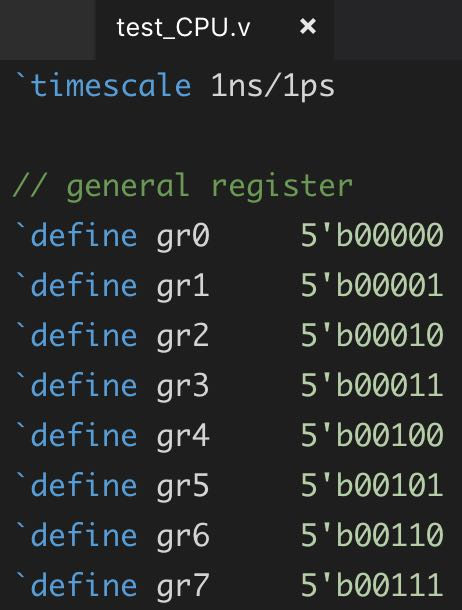 test_CPU.v ×
`timescale 1ns/1ps
// general register
`define gr0     5'b00000
`define gr1     5'b00001
`define gr2     5'b00010
`define gr3     5'b00011
`define gr4     5'b00100
`define gr5     5'b00101
`define gr6     5'b00110
`define gr7     5'b00111